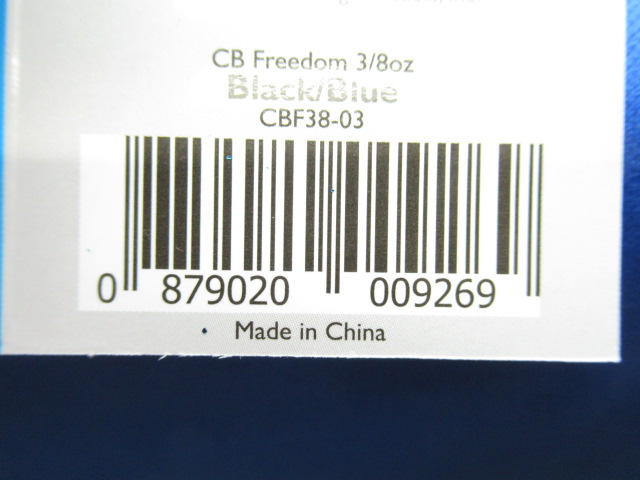 CB Freedom 3/8oz
Black/Blue
CBF38-03
0 879020 009269
Made in China